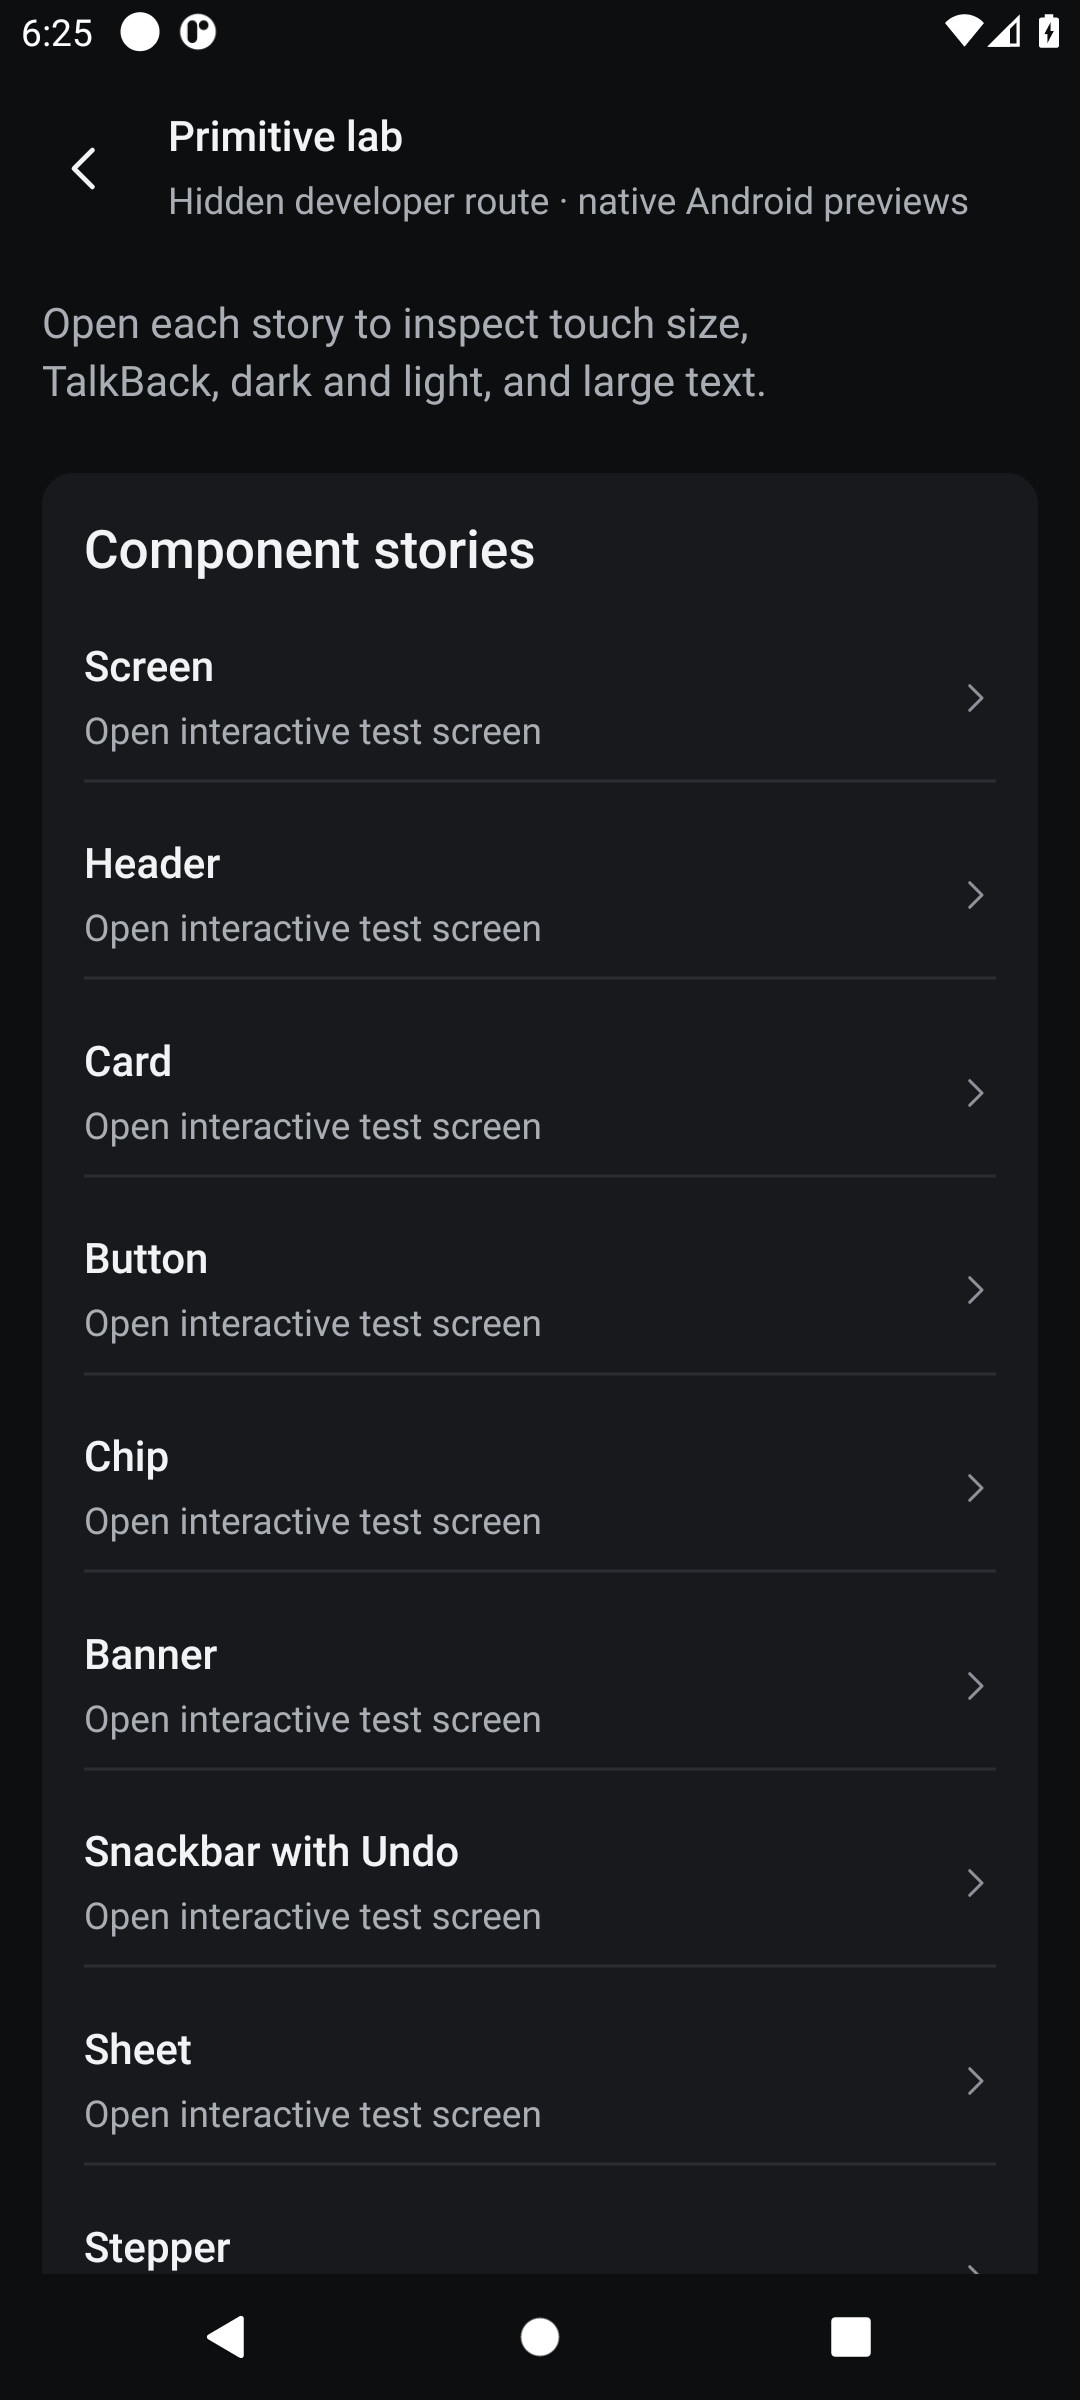 6:25
Primitive lab
Hidden developer route · native Android previews
Open each story to inspect touch size,
TalkBack, dark and light, and large text.
Component stories
Screen
Open interactive test screen
Header
Open interactive test screen
Card
Open interactive test screen
Button
Open interactive test screen
Chip
Open interactive test screen
Banner
Open interactive test screen
Snackbar with Undo
Open interactive test screen
Sheet
Open interactive test screen
Stepper